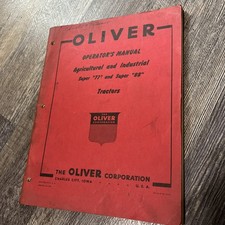 OLIVER
OPERATOR'S MANUAL
Agricultural and Industrial
Super "77" and Super "88"
Tractors
OLIVER
THE OLIVER CORPORATION
CHARLES CITY, IOWA U.S.A.